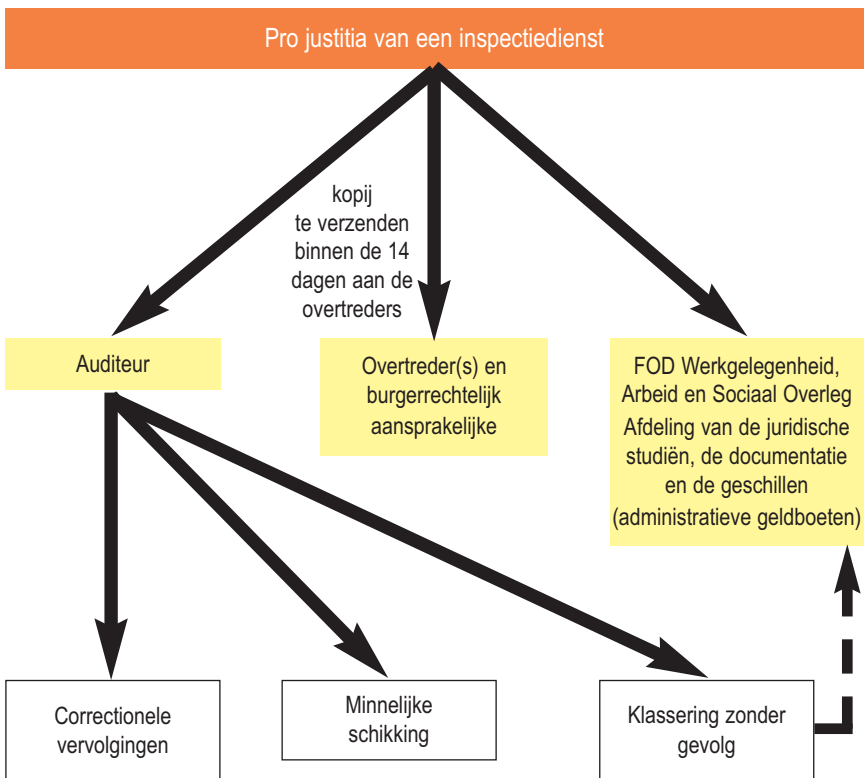 Pro justitia van een inspectiedienst
kopij
te verzenden
binnen de 14
dagen aan de
overtreders
Auditeur
Overtreder(s) en
burgerrechtelijk
aansprakelijke
FOD Werkgelegenheid,
Arbeid en Sociaal Overleg
Afdeling van de juridische
studiën, de documentatie
en de geschillen
(administratieve geldboeten)
Correctionele
vervolgingen
Minnelijke
schikking
Klassering zonder
gevolg